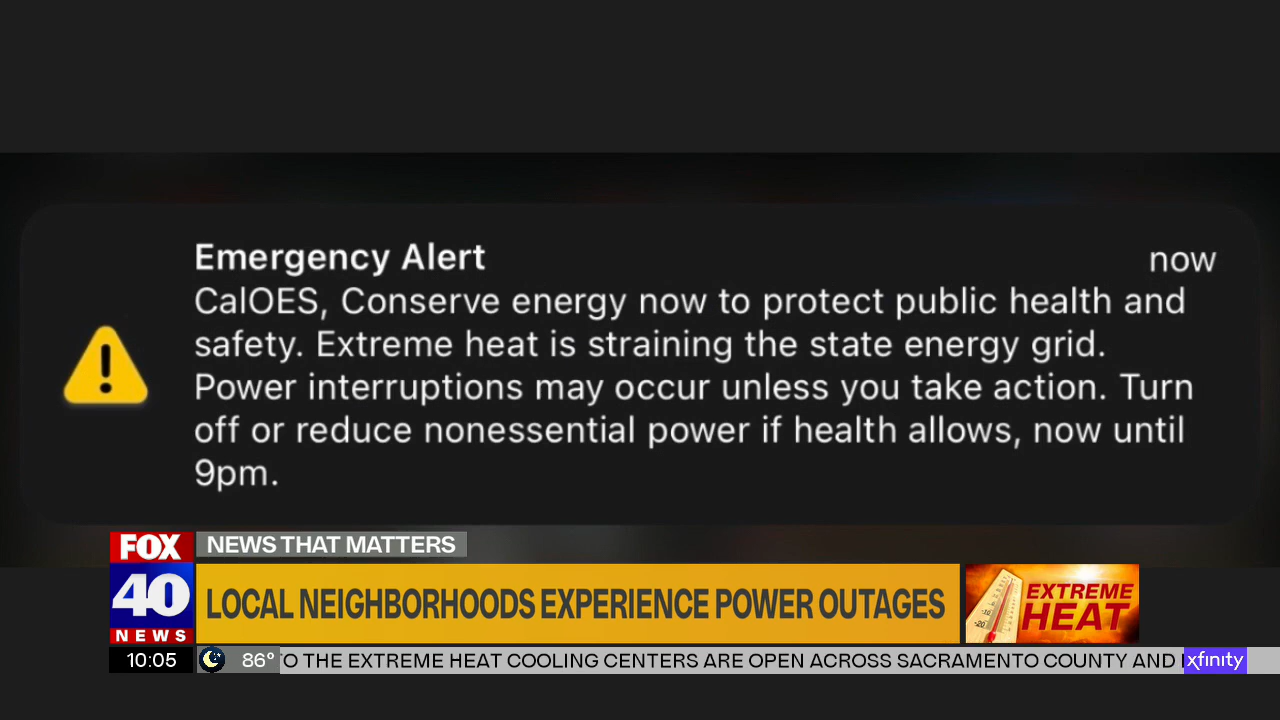 Emergency Alert
now
CalOES, Conserve energy now to protect public health and
safety. Extreme heat is straining the state energy grid.
Power interruptions may occur unless you take action. Turn
off or reduce nonessential power if health allows, now until
9pm.
FOX
40
NEWS
NEWS THAT MATTERS
LOCAL NEIGHBORHOODS EXPERIENCE POWER OUTAGES
EXTREME
HEAT
10:05
86°
THE EXTREME HEAT COOLING CENTERS ARE OPEN ACROSS SACRAMENTO COUNTY AND
xfinity